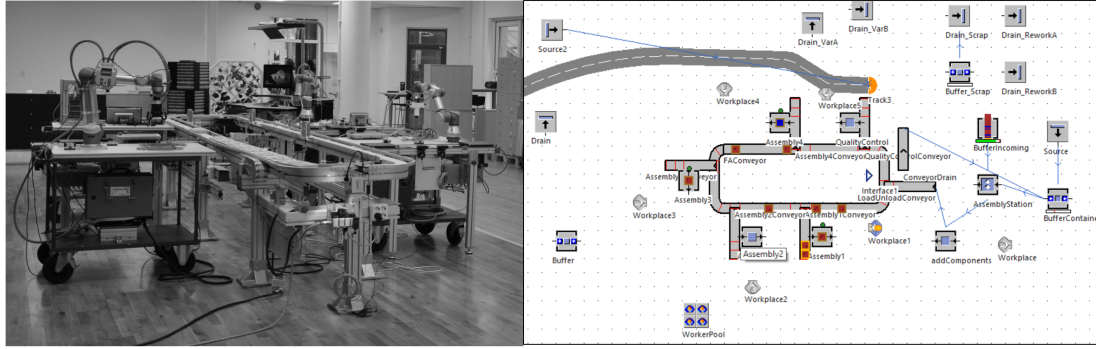 Source2
Drain_VarA
Drain_VarB
Drain_Scrap
Drain_ReworkA
Buffer_Scrap
Drain_ReworkB
Workplace4
Workplace5
Track3
Drain
Assembly4
QualityControl
BufferIncoming
Source
FAConveyor
Assembly4Conveyor
ConveyorDrain
Interface1
LoadUnloadConveyor
Assembly3
AssemblyStation
BufferContainer
Workplace3
Assembly2Conveyor
Assembly1Conveyor
Workplace1
Buffer
Assembly2
Assembly1
addComponents
Workplace
Workplace2
WorkerPool